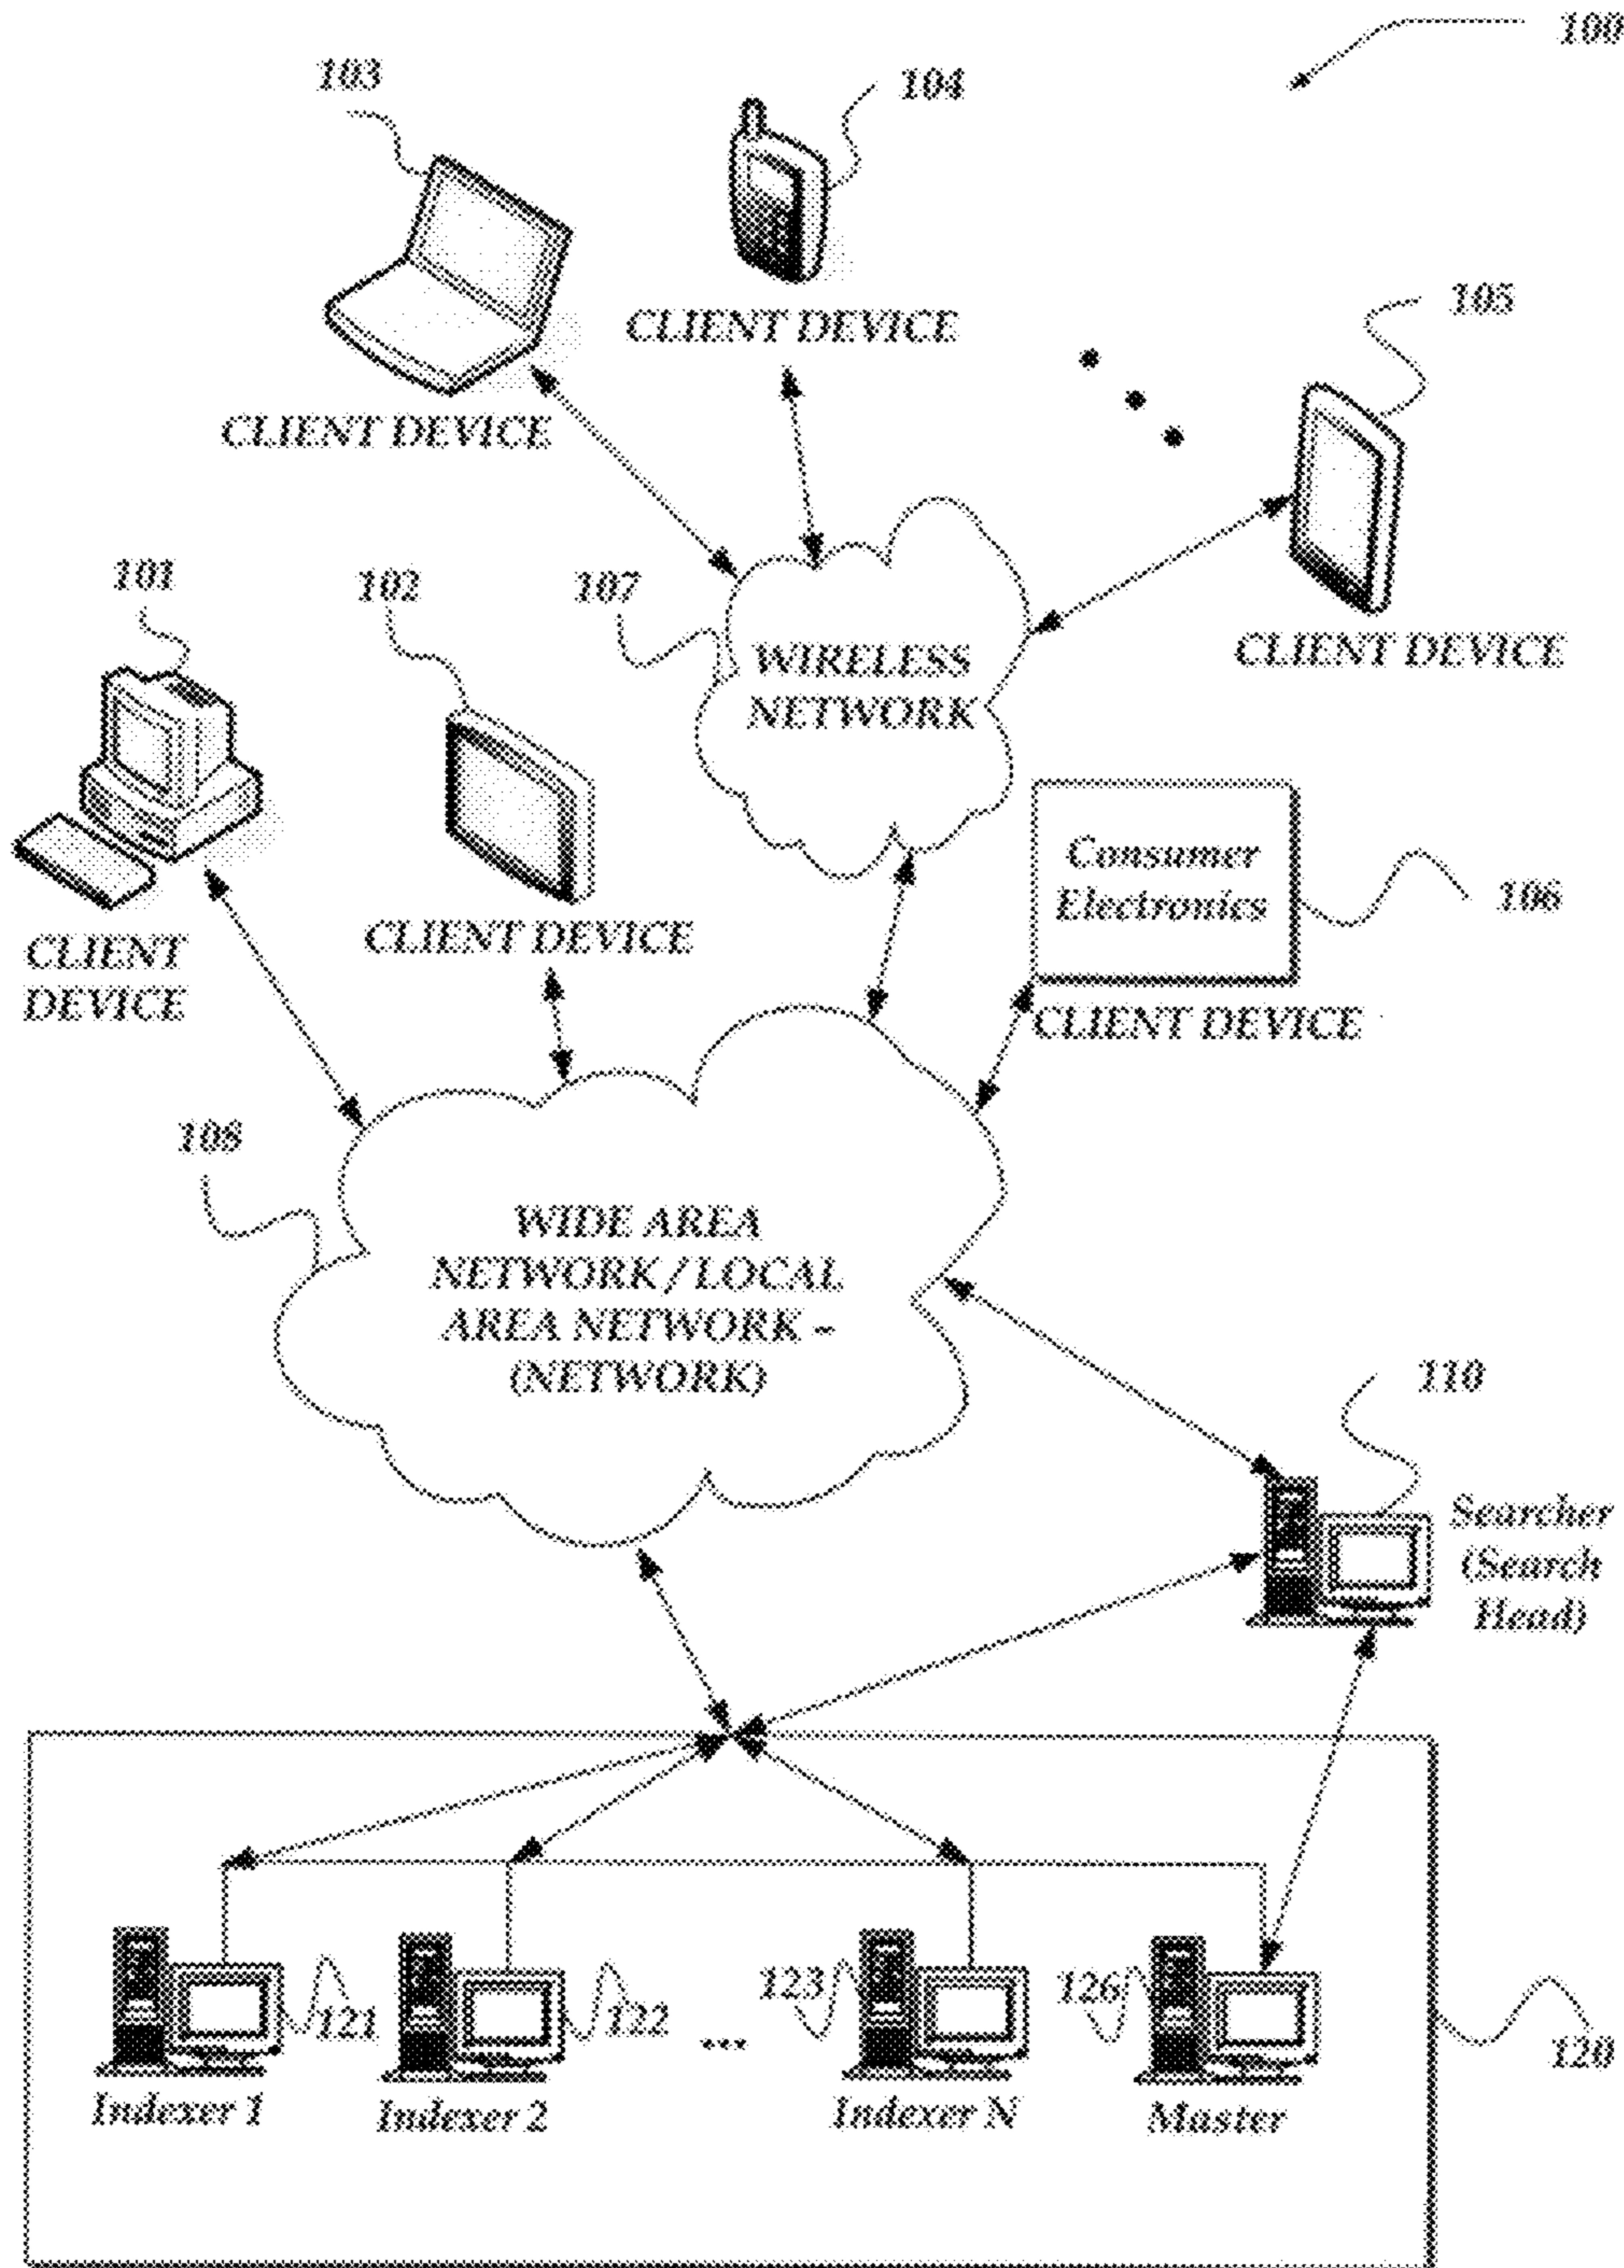 100
103
104
CLIENT DEVICE
105
CLIENT DEVICE
101
102
107
WIRELESS
NETWORK
CLIENT DEVICE
Consumer
Electronics
106
CLIENT DEVICE
CLIENT
DEVICE
CLIENT DEVICE
108
WIDE AREA
NETWORK / LOCAL
AREA NETWORK –
(NETWORK)
110
Searcher
(Search
Head)
121
122
...
123
126
120
Indexer 1
Indexer 2
Indexer N
Master